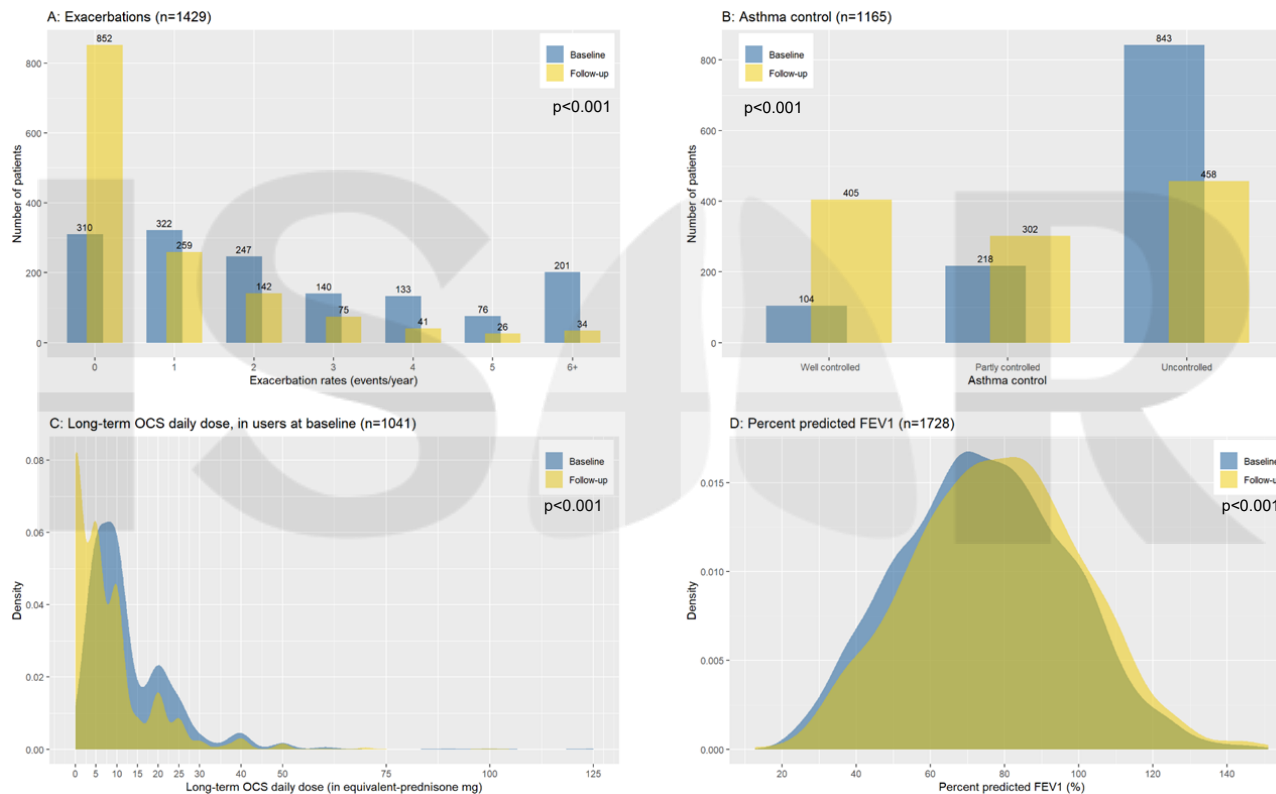 A: Exacerbations (n=1429)
Number of patients
800
600
400
200
0
852
310
322
259
247
142
140
75
133
41
76
26
201
34
Baseline
Follow-up
p<0.001
0 1 2 3 4 5 6+
Exacerbation rates (events/year)
B: Asthma control (n=1165)
Number of patients
800
600
400
200
0
104
405
218
302
843
458
Baseline
Follow-up
p<0.001
Well controlled Partly controlled Uncontrolled
Asthma control
C: Long-term OCS daily dose, in users at baseline (n=1041)
Density
0.08
0.06
0.04
0.02
0.00
Baseline
Follow-up
p<0.001
0 5 10 15 20 25 30 40 50 75 100 125
Long-term OCS daily dose (in equivalent-prednisone mg)
D: Percent predicted FEV1 (n=1728)
Density
0.015
0.010
0.005
0.000
Baseline
Follow-up
p<0.001
20 40 60 80 100 120 140
Percent predicted FEV1 (%)